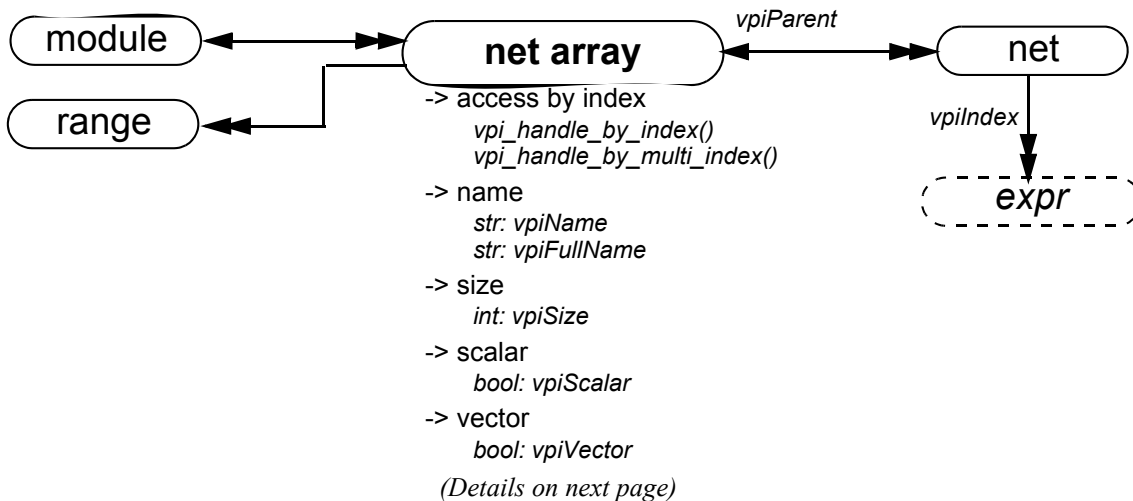 vpiParent
module
net array
net
range
vpiIndex
expr
-> access by index
vpi_handle_by_index()
vpi_handle_by_multi_index()
-> name
str: vpiName
str: vpiFullName
-> size
int: vpiSize
-> scalar
bool: vpiScalar
-> vector
bool: vpiVector
(Details on next page)